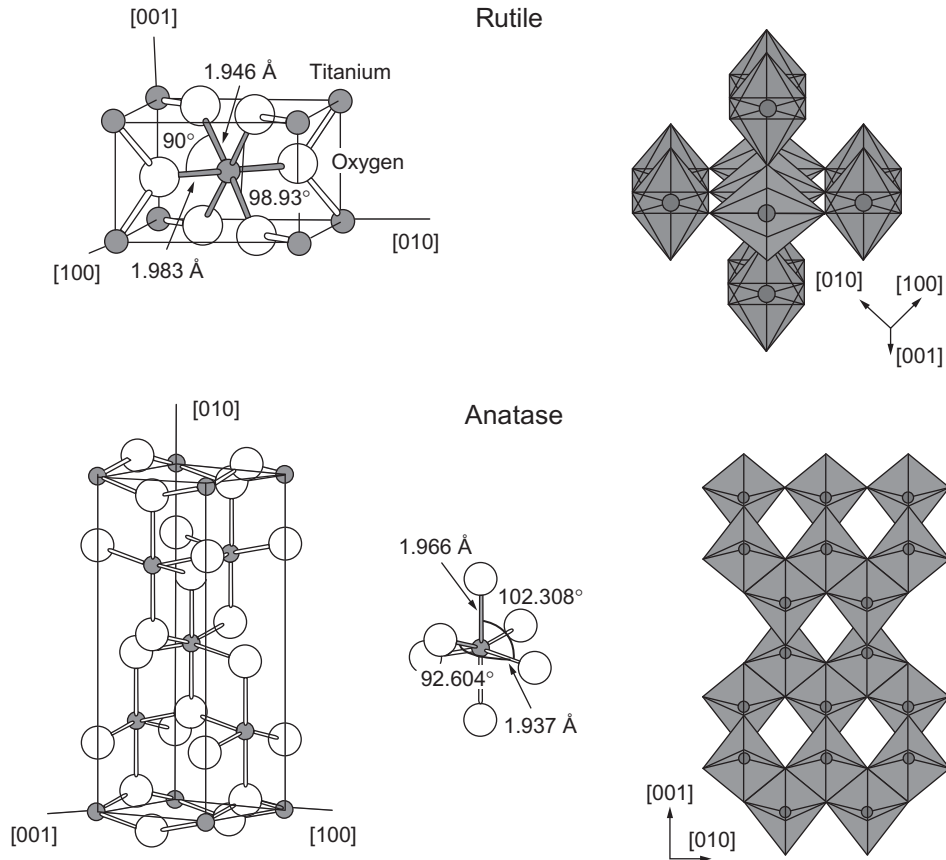 Rutile
[001]
1.946 Å
Titanium
90°
Oxygen
98.93°
[010]
[100]
1.983 Å
[010]
[100]
[001]
Anatase
[010]
1.966 Å
102.308°
92.604°
1.937 Å
[001]
[100]
[001]
[010]